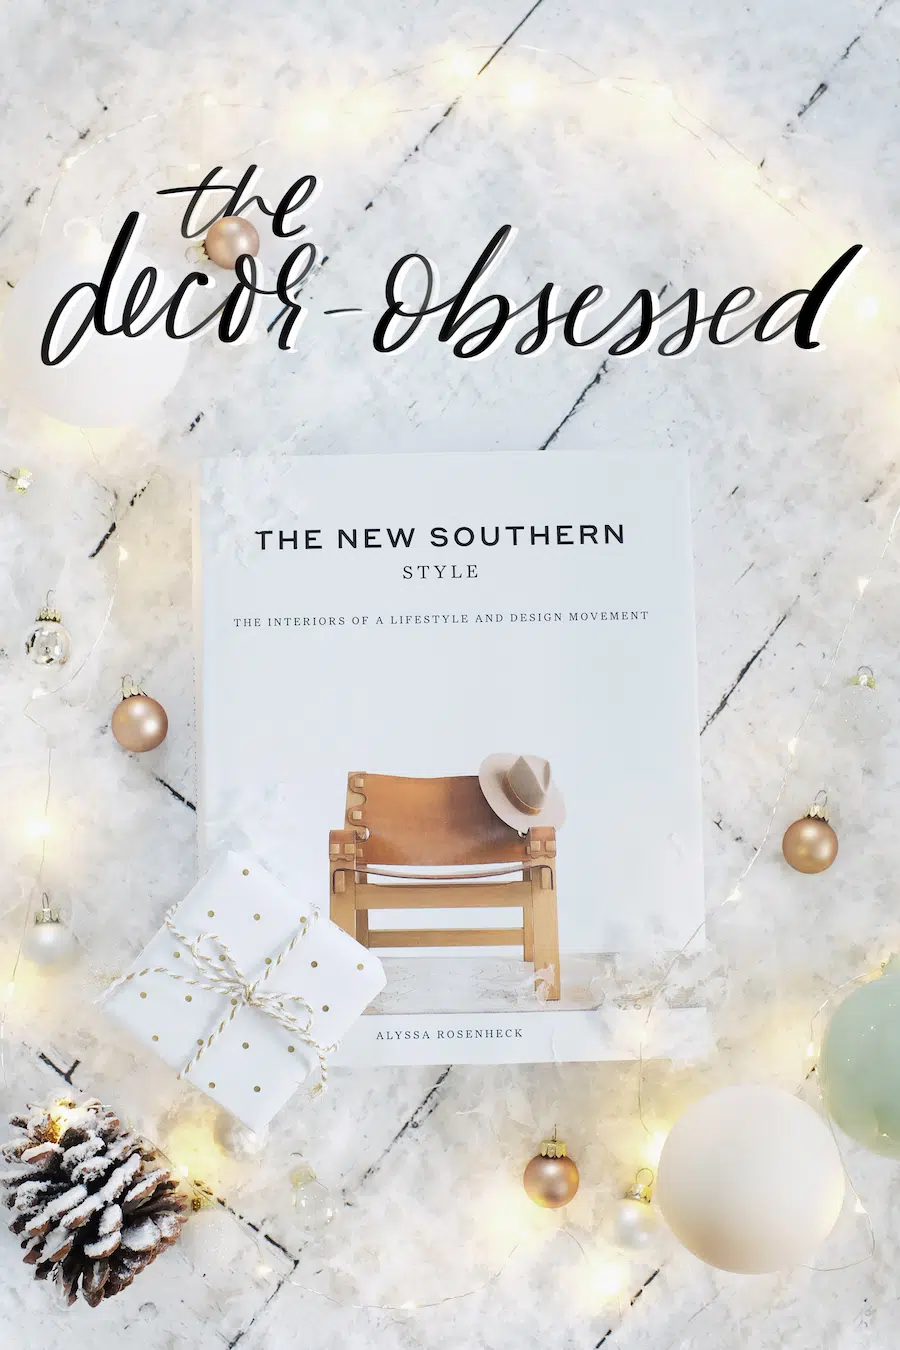 the
decor-obsessed
THE NEW SOUTHERN
STYLE
THE INTERIORS OF A LIFESTYLE AND DESIGN MOVEMENT
ALYSSA ROSENHECK